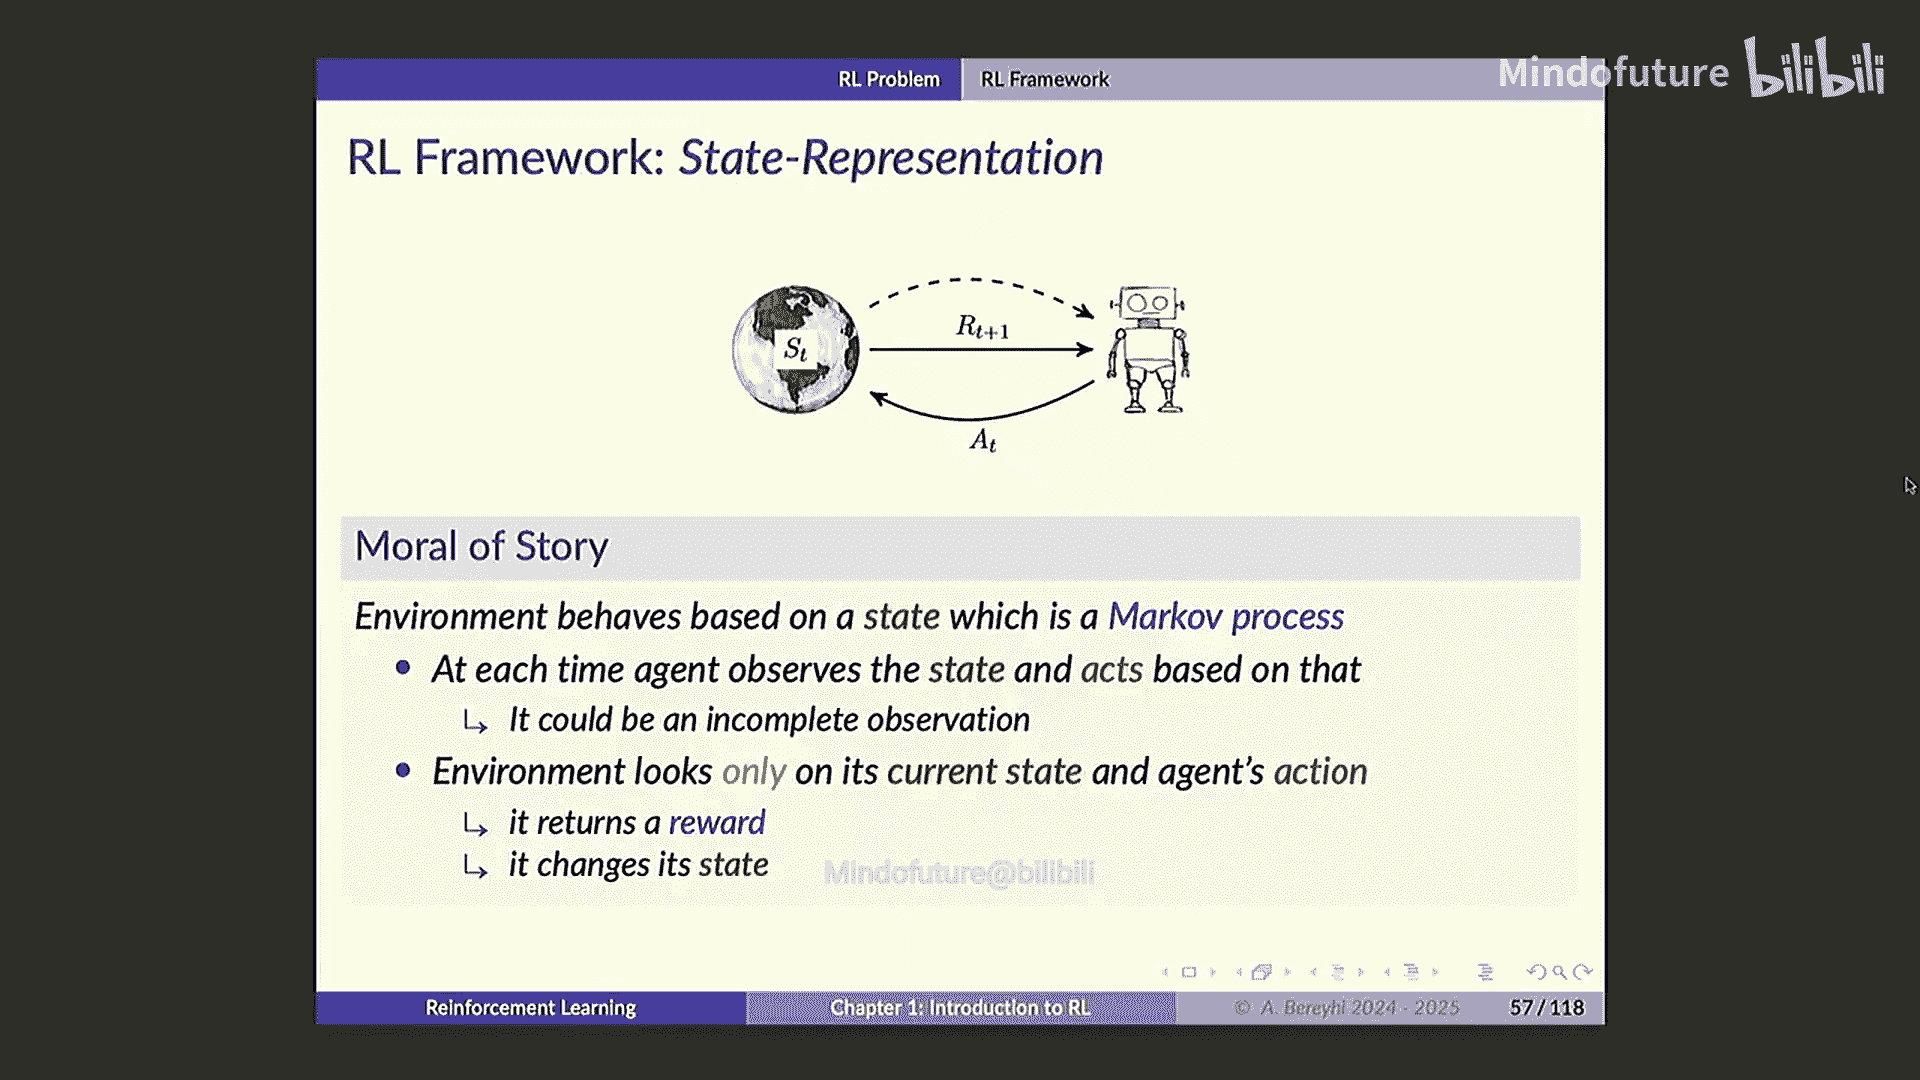 RL Problem RL Framework
Mindofuture bilibili
RL Framework: State-Representation
S_t
R_{t+1}
A_t
Moral of Story
Environment behaves based on a state which is a Markov process
• At each time agent observes the state and acts based on that
↳ It could be an incomplete observation
• Environment looks only on its current state and agent's action
↳ it returns a reward
↳ it changes its state
Mindofuture@bilibili
Reinforcement Learning Chapter 1: Introduction to RL © A. Bereyhi 2024 - 2025 57 / 118